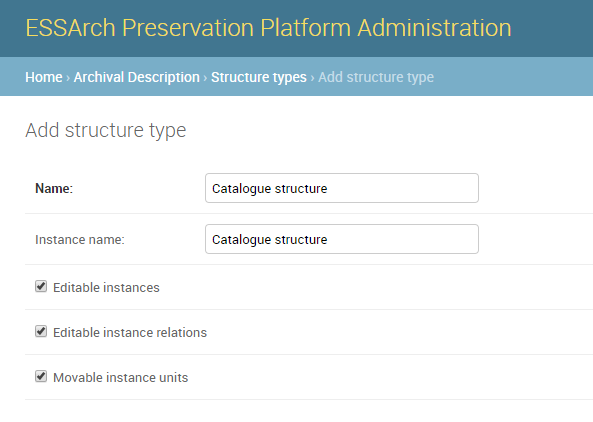 ESSArch Preservation Platform Administration
Home › Archival Description › Structure types › Add structure type
Add structure type
Name: Catalogue structure
Instance name: Catalogue structure
Editable instances
Editable instance relations
Movable instance units